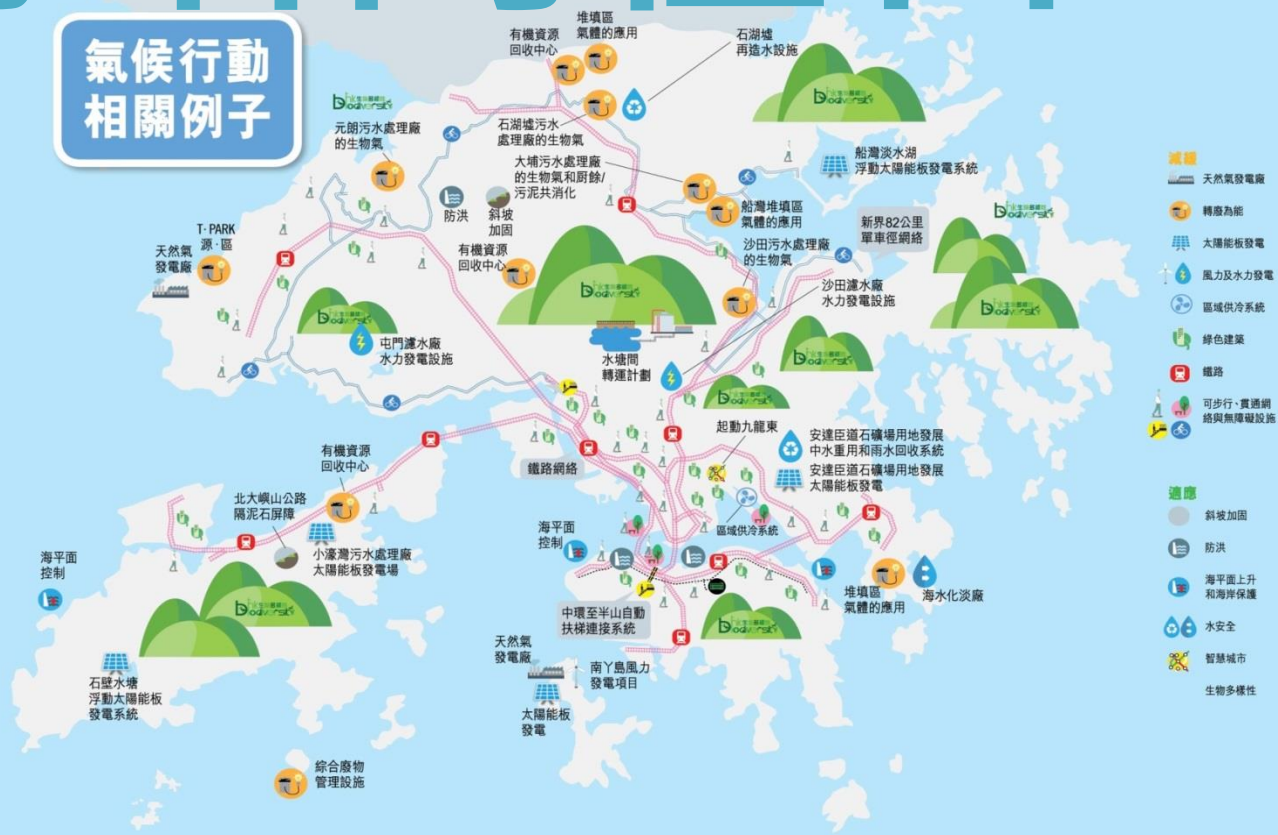 氣候行動
相關例子
有機資源
回收中心
堆填區
氣體的應用
石湖墟
再造水設施
元朗污水處理廠
的生物氣
石湖墟污水
處理廠的生物氣
大埔污水處理廠
的生物氣和厨餘/
污泥共消化
船灣淡水湖
浮動太陽能板發電系統
防洪
斜坡
加固
船灣堆填區
氣體的應用
新界82公里
單車徑網絡
T· PARK
源·區
天然氣
發電廠
有機資源
回收中心
沙田污水處理廠
的生物氣
沙田濾水廠
水力發電設施
屯門濾水廠
水力發電設施
水塘間
轉運計劃
起動九龍東
安達臣道石礦場用地發展
中水重用和雨水回收系統
安達臣道石礦場用地發展
太陽能板發電
鐵路網絡
有機資源
回收中心
北大嶼山公路
隔泥石屏障
小濠灣污水處理廠
太陽能板發電場
海平面
控制
海平面
控制
區域供冷系統
堆填區
氣體的應用
海水化淡廠
中環至半山自動
扶梯連接系統
天然氣
發電廠
南丫島風力
發電項目
太陽能板
發電
石壁水塘
浮動太陽能板
發電系統
綜合廢物
管理設施
減緩
天然氣發電廠
轉廢為能
太陽能板發電
風力及水力發電
區域供冷系統
綠色建築
鐵路
可步行、貫通網
絡與無障礙設施
適應
斜坡加固
防洪
海平面上升
和海岸保護
水安全
智慧城市
生物多樣性